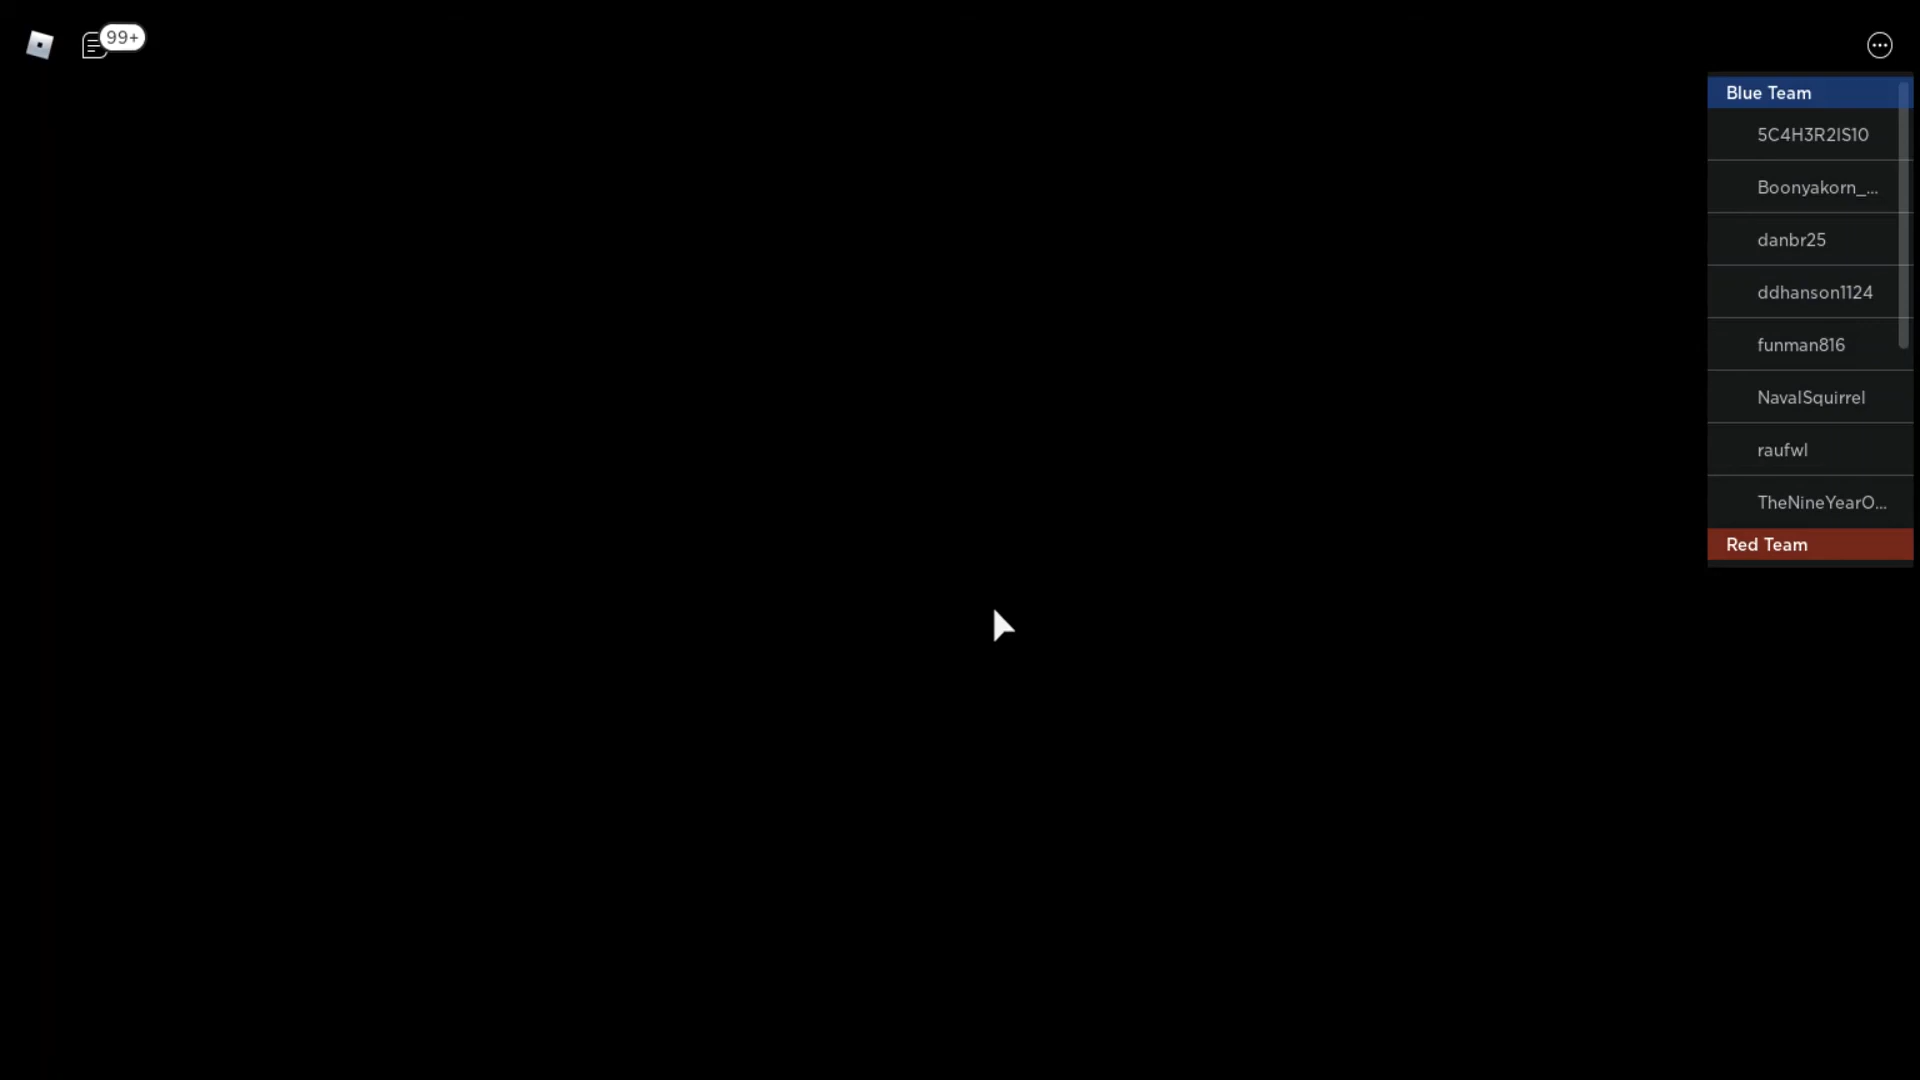 99+
Blue Team
5C4H3R2IS10
Boonyakorn_...
danbr25
ddhanson1124
funman816
NavalSquirrel
raufwl
TheNineYearO...
Red Team